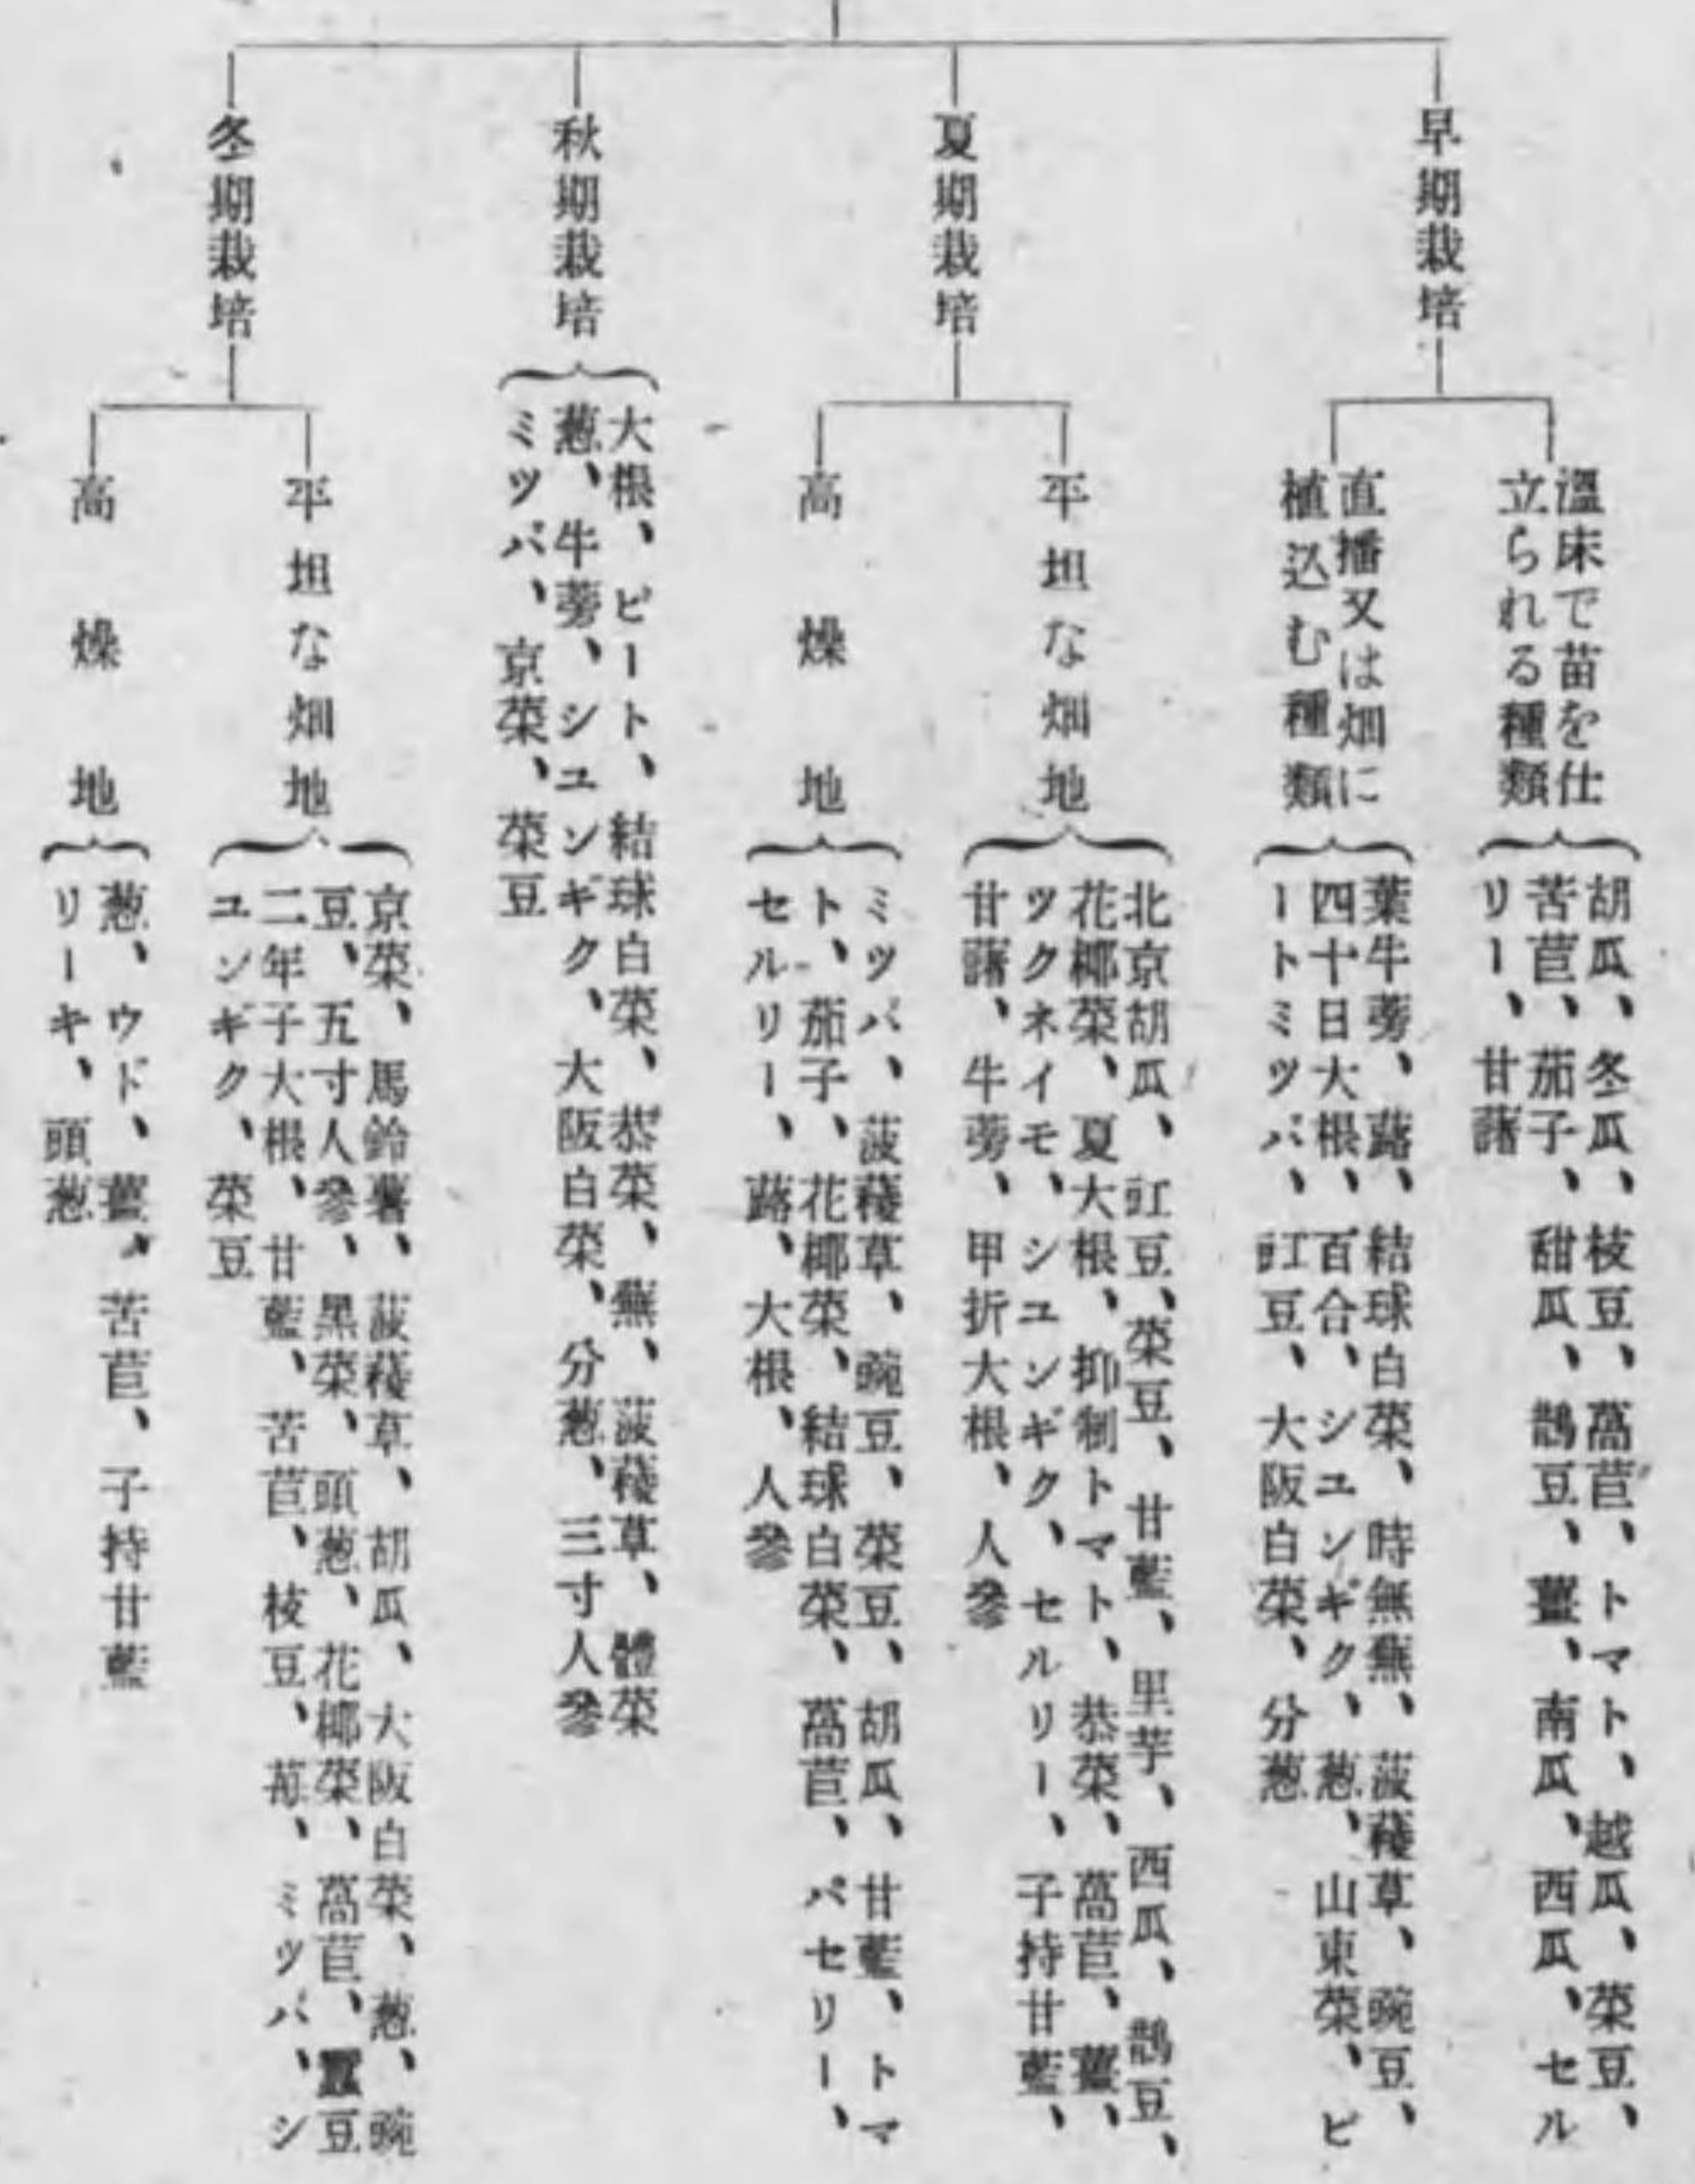 早期栽培
溫床で苗を仕
立られる種類
胡瓜、冬瓜、枝豆、萵苣、トマト、越瓜、菜豆、
苦苣、茄子、甜瓜、鵲豆、薑、南瓜、西瓜、セル
リー、甘藷
直播又は畑に
植込む種類
葉牛蒡、蕗、結球白菜、時無蕪、菠薐草、豌豆、
四十日大根、百合、シユンギク、葱、山東菜、ビ
ートミツバ、豇豆、大阪白菜、分葱
夏期栽培
平坦な畑地
北京胡瓜、豇豆、菜豆、甘藍、里芋、西瓜、鵲豆、
花椰菜、夏大根、抑制トマト、恭菜、萵苣、薑、
ツクネイモ、シユンギク、セルリー、子持甘藍、
甘藷、牛蒡、甲折大根、人參
高燥地
ミツバ、菠薐草、豌豆、菜豆、胡瓜、甘藍、トマ
ト、茄子、花椰菜、結球白菜、萵苣、パセリー、
セルリー、蕗、大根、人參
秋期栽培
大根、ビート、結球白菜、恭菜、蕪、菠薐草、體菜
葱、牛蒡、シユンギク、大阪白菜、分葱、三寸人參
ミツバ、京菜、菜豆
冬期栽培
平坦な畑地
京菜、馬鈴薯、菠薐草、胡瓜、大阪白菜、葱、豌
豆、五寸人參、黑菜、頭葱、花椰菜、萵苣、蠶豆
二年子大根、甘藍、苦苣、枝豆、苺、ミツバ、シ
ユンギク、菜豆
高燥地
葱、ウド、薑、苦苣、子持甘藍
リーキ、頭葱